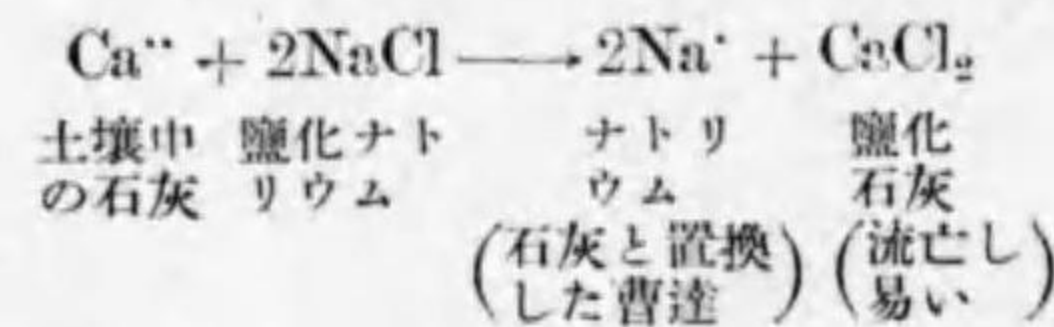 Ca¨ + 2NaCl → 2Na˙ + CaCl₂
土壤中 鹽化ナト ナトリ 鹽化
の石灰 リウム ウム 石灰
(石灰と置換 (流亡し
した曹達) 易い)